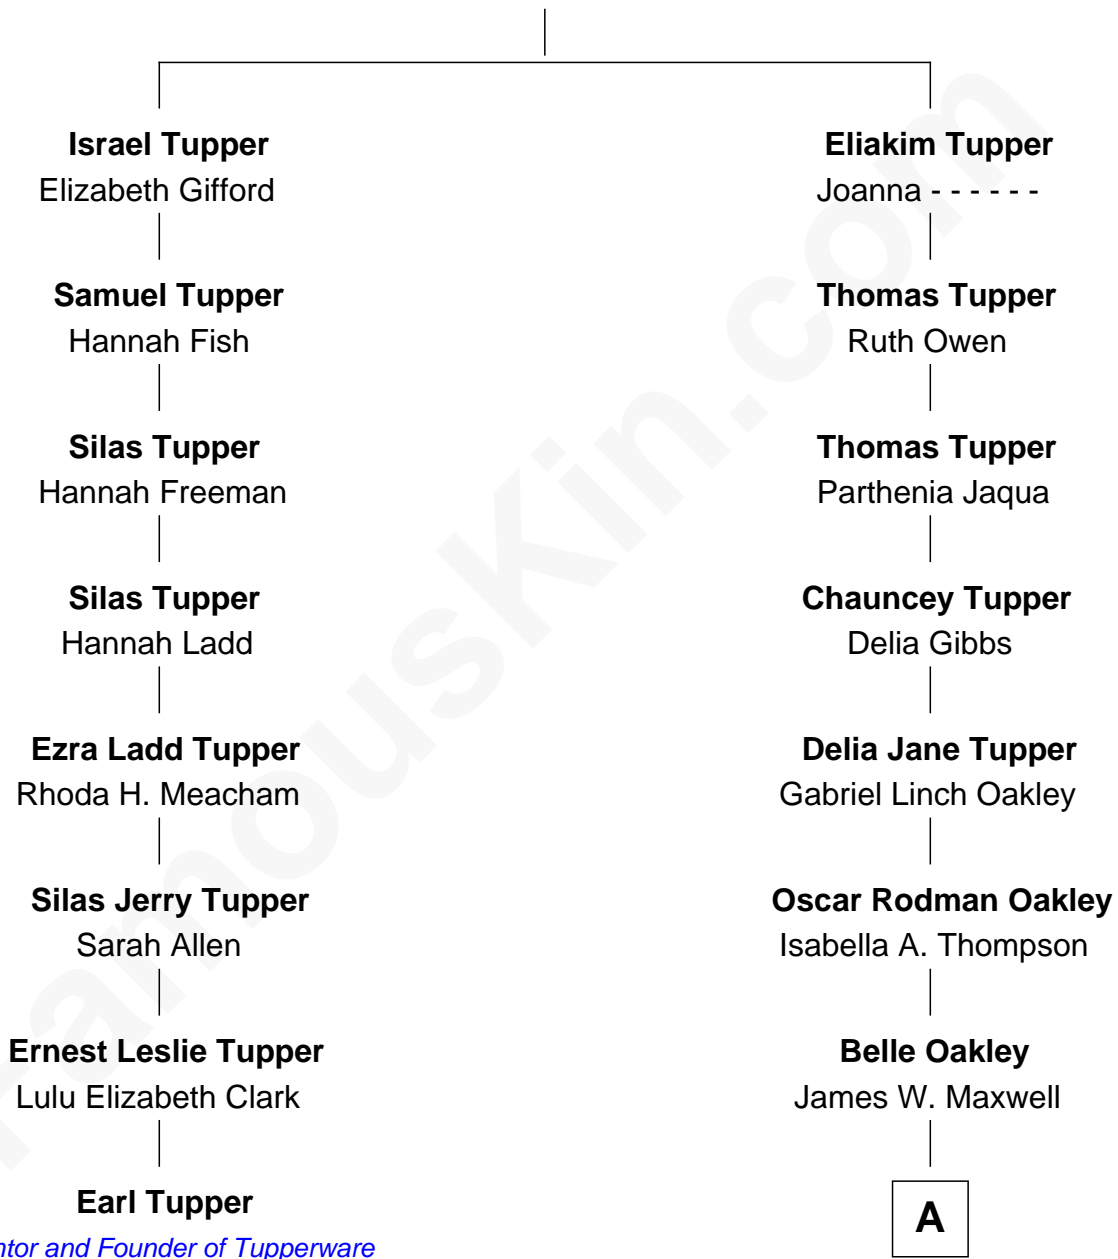 Israel Tupper
Elizabeth Gifford
Samuel Tupper
Hannah Fish
Silas Tupper
Hannah Freeman
Silas Tupper
Hannah Ladd
Ezra Ladd Tupper
Rhoda H. Meacham
Silas Jerry Tupper
Sarah Allen
Ernest Leslie Tupper
Lulu Elizabeth Clark
Earl Tupper
ntor and Founder of Tupperware
Eliakim Tupper
Joanna - - - - - -
Thomas Tupper
Ruth Owen
Thomas Tupper
Parthenia Jaqua
Chauncey Tupper
Delia Gibbs
Delia Jane Tupper
Gabriel Linch Oakley
Oscar Rodman Oakley
Isabella A. Thompson
Belle Oakley
James W. Maxwell
A
FamousKin.com